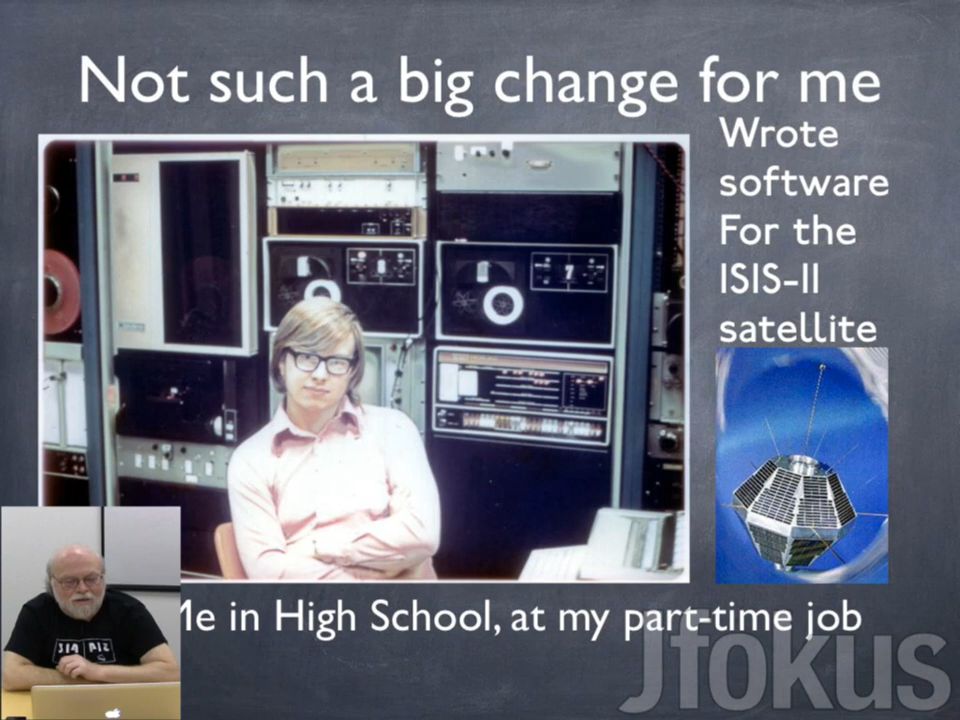 Not such a big change for me
Wrote
software
For the
ISIS-II
satellite
Me in High School, at my part-time job
Jfokus